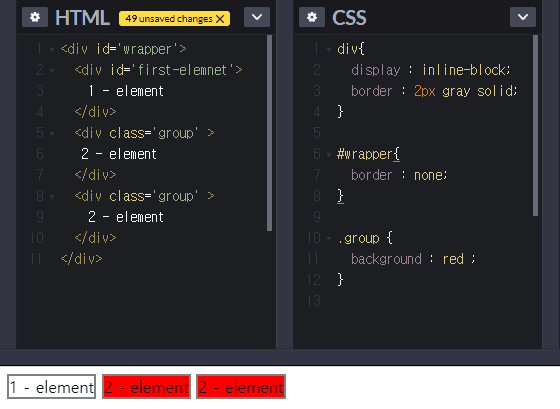 HTML 49 unsaved changes ×
1 <div id='wrapper'>
2 <div id='first-elemnet'>
3 1 - element
4 </div>
5 <div class='group' >
6 2 - element
7 </div>
8 <div class='group' >
9 2 - element
10 </div>
11 </div>
CSS
1 div{
2 display : inline-block;
3 border : 2px gray solid;
4 }
5
6 #wrapper{
7 border : none;
8 }
9
10 .group {
11 background : red ;
12 }
13
1 - element 2 - element 2 - element